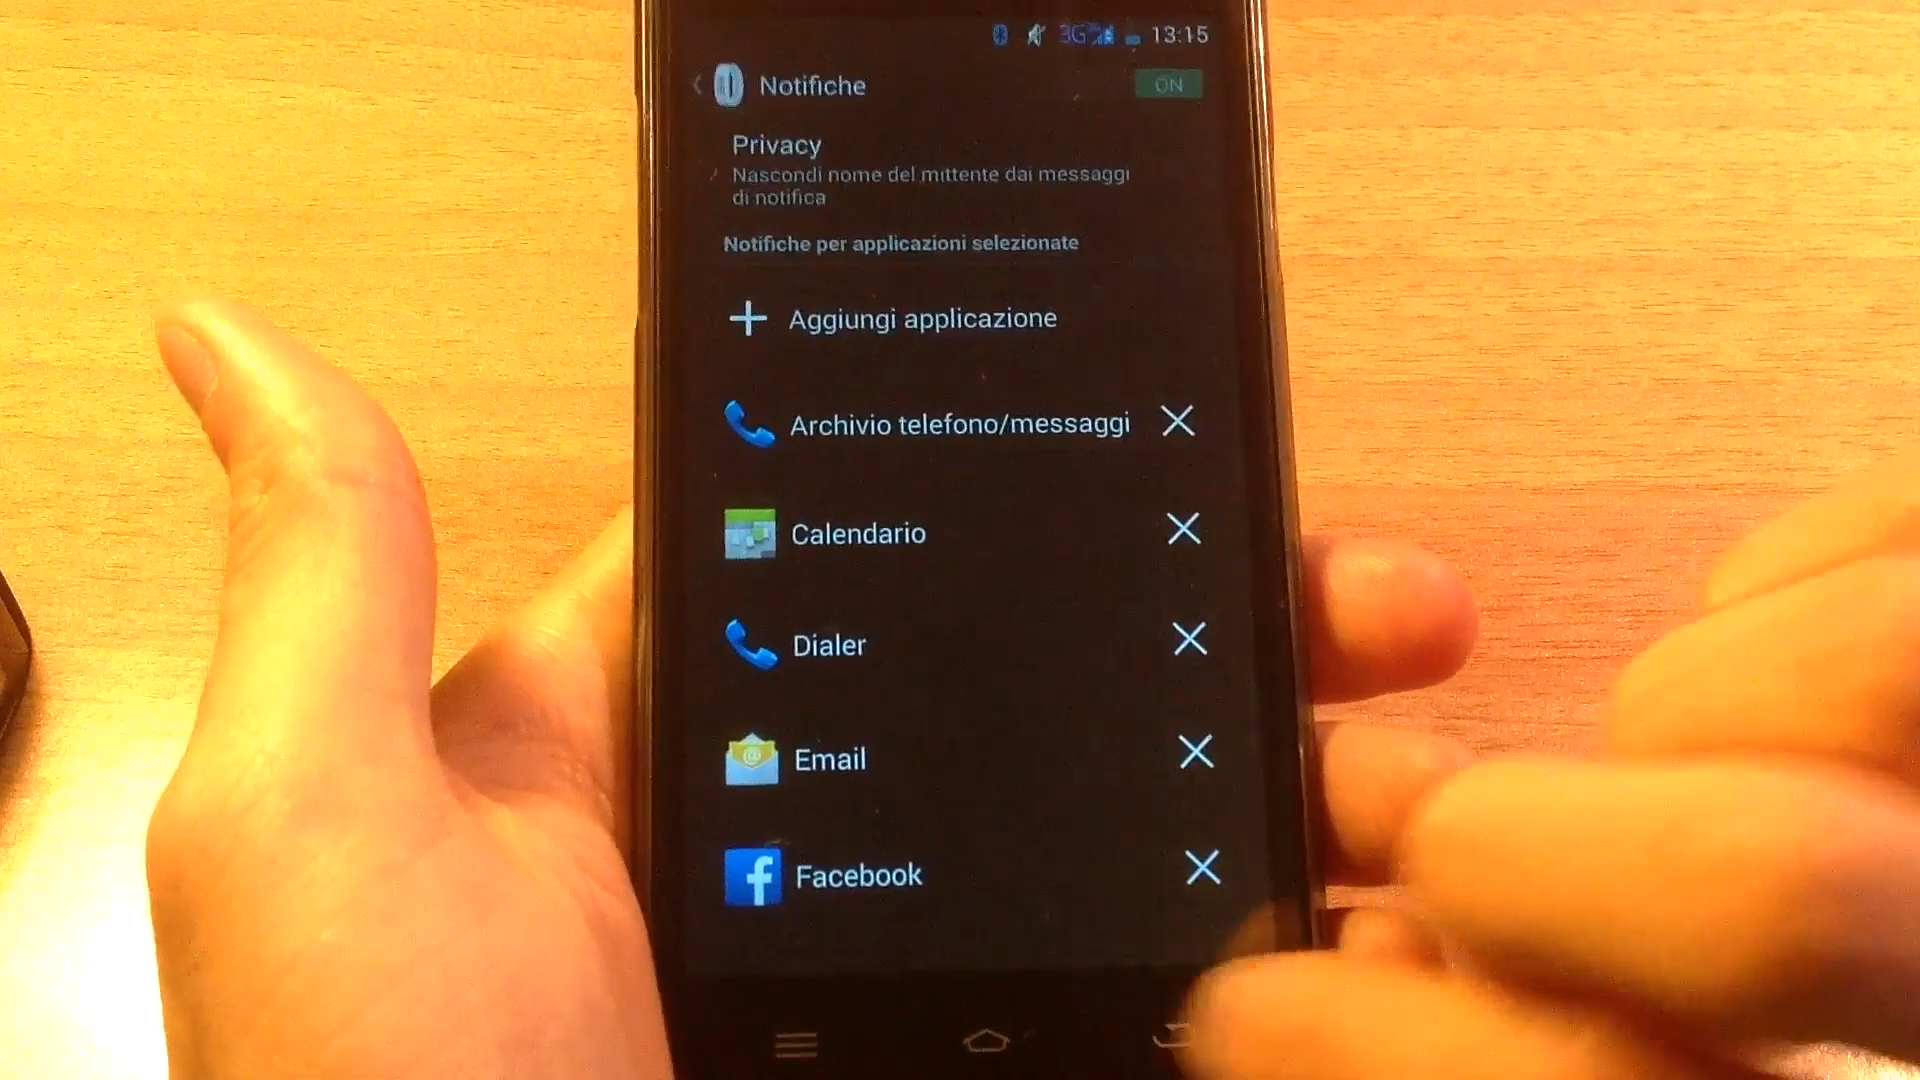 3G 13:15
Notifiche ON
Privacy
Nascondi nome del mittente dai messaggi
di notifica
Notifiche per applicazioni selezionate
Aggiungi applicazione
Archivio telefono/messaggi
Calendario
Dialer
Email
Facebook